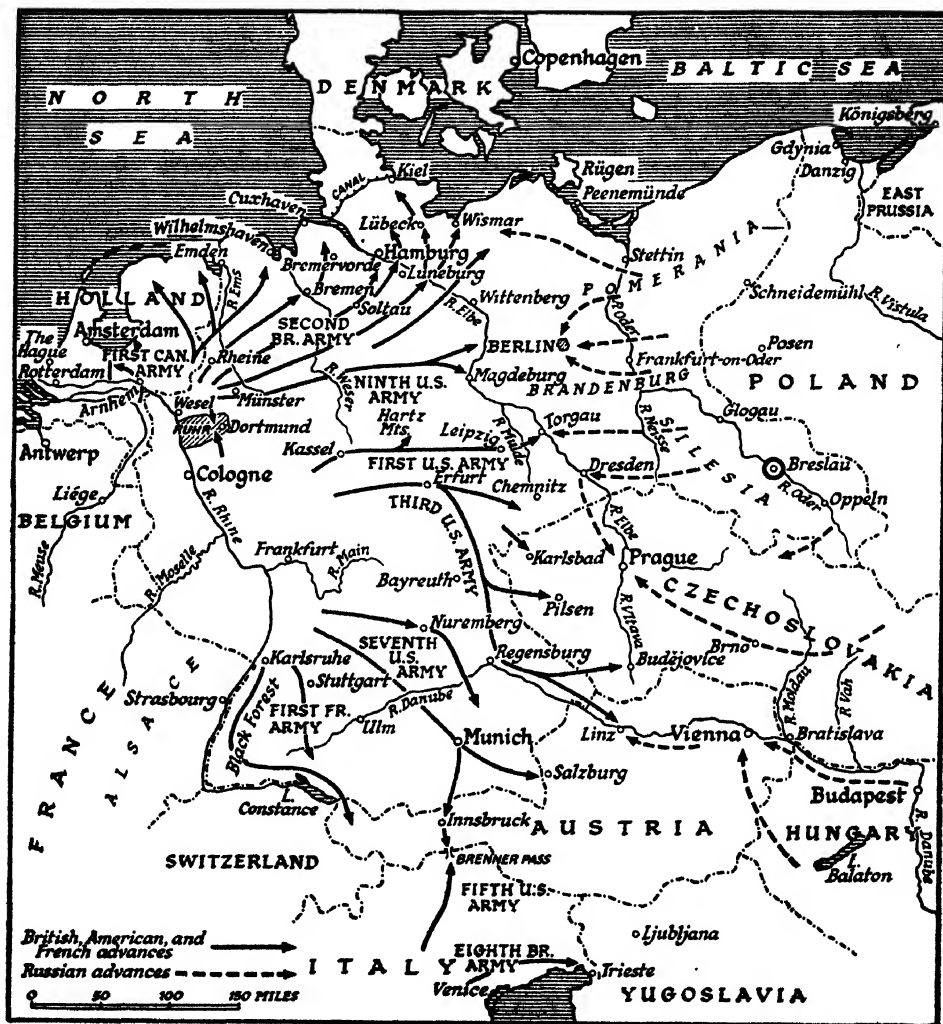 Copenhagen
BALTIC SEA
DENMARK
NORTH
SEA
Königsberg
Gdynia
Danzig
EAST
PRUSSIA
Kiel
CANAL
Rügen
Peenemünde
Cuxhaven
Lübeck
Wismar
Wilhelmshaven
Emden
Hamburg
Bremervorde
Luneburg
Stettin
POMERANIA
R. Ems
HOLLAND
Bremen
Soltau
R. Elbe
Wittenberg
R. Oder
Schneidemühl
R. Vistula
Amsterdam
SECOND
BR. ARMY
BERLIN
The
Hague
FIRST CAN.
ARMY
Rheine
Posen
Rotterdam
Frankfurt-on-Oder
Arnhem
R. Weser
NINTH U.S.
ARMY
Magdeburg
BRANDENBURG
POLAND
Wesel
Münster
Hartz
Mts.
Glogau
RUHR
Dortmund
Torgau
R. Neisse
SILESIA
Antwerp
Kassel
Leipzig
R. Mulde
FIRST U.S. ARMY
Cologne
Erfurt
Dresden
Breslau
Chemnitz
R. Oder
Oppeln
Liége
BELGIUM
THIRD U.S. ARMY
R. Rhine
R. Elbe
R. Meuse
R. Moselle
Frankfurt
R. Main
Karlsbad
Prague
Bayreuth
CZECHOSLOVAKIA
Pilsen
R. Vltava
Nuremberg
SEVENTH
U.S.
ARMY
Brno
Karlsruhe
Regensburg
Budějovice
Stuttgart
R. Moldau
R. Vah
FRANCE
ALSACE
Strasbourg
Black Forest
FIRST FR.
ARMY
R. Danube
Ulm
Linz
Vienna
Bratislava
Munich
Salzburg
L.
Constance
Budapest
Innsbruck
AUSTRIA
HUNGARY
R. Danube
SWITZERLAND
BRENNER PASS
L.
Balaton
FIFTH U.S.
ARMY
Ljubljana
British, American, and
French advances
EIGHTH BR.
ARMY
Russian advances
ITALY
Trieste
Venice
YUGOSLAVIA
0 50 100 150 MILES